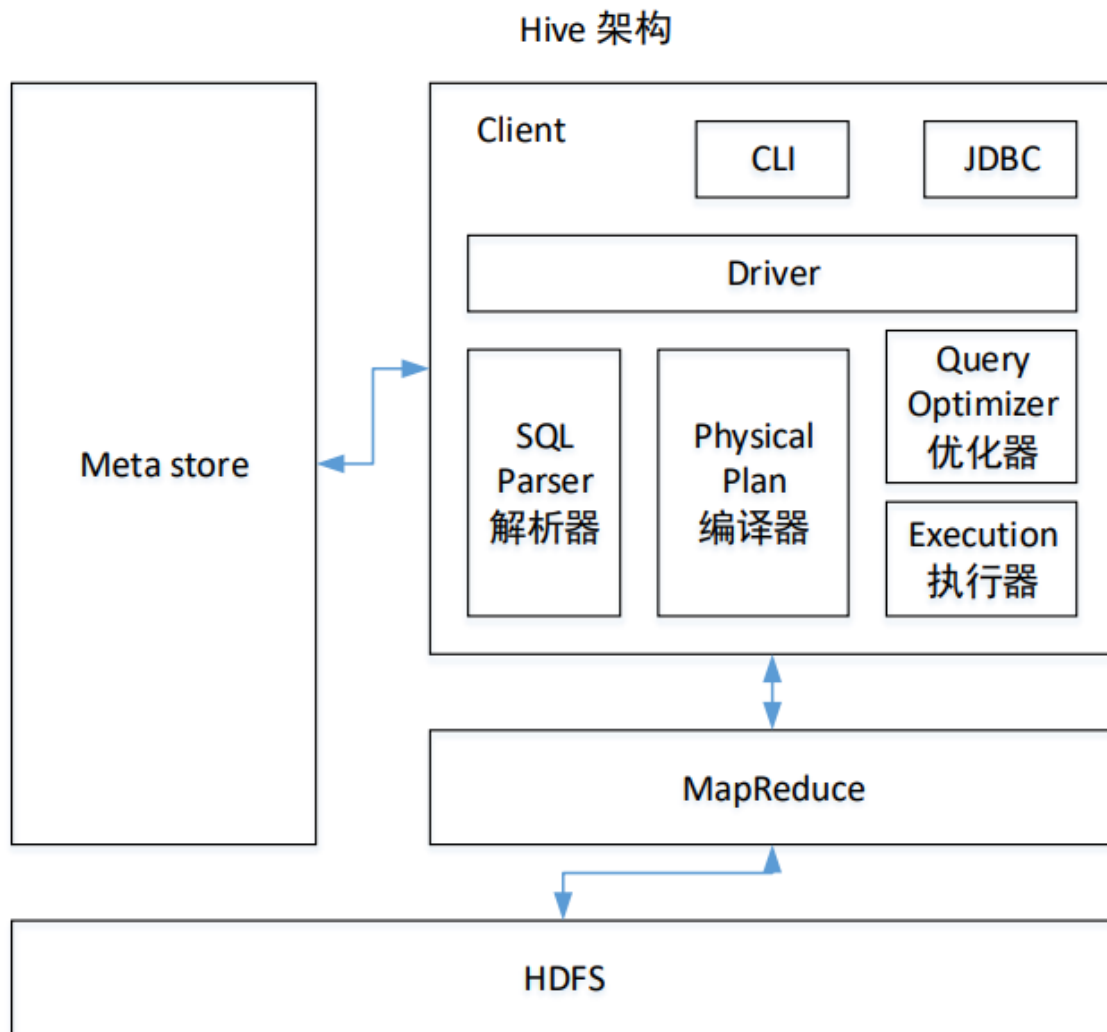 Hive 架构
Client
CLI
JDBC
Driver
Meta store
SQL
Parser
解析器
Physical
Plan
编译器
Query
Optimizer
优化器
Execution
执行器
MapReduce
HDFS